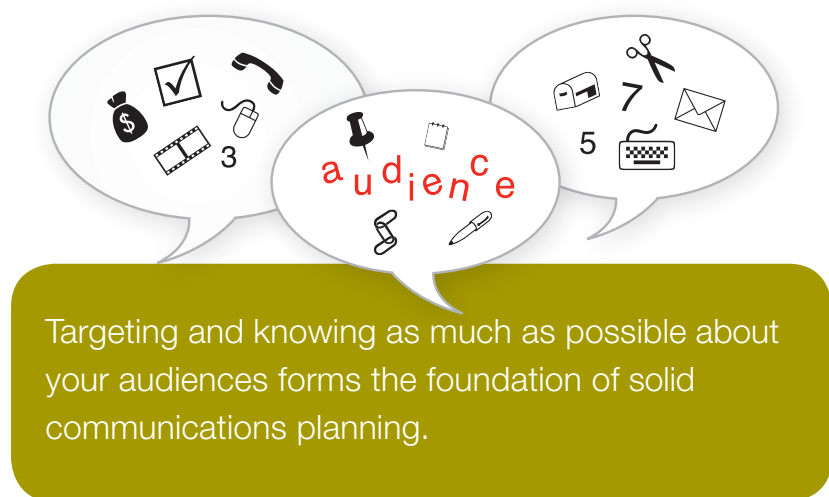 7
5
3
$
audience
Targeting and knowing as much as possible about
your audiences forms the foundation of solid
communications planning.